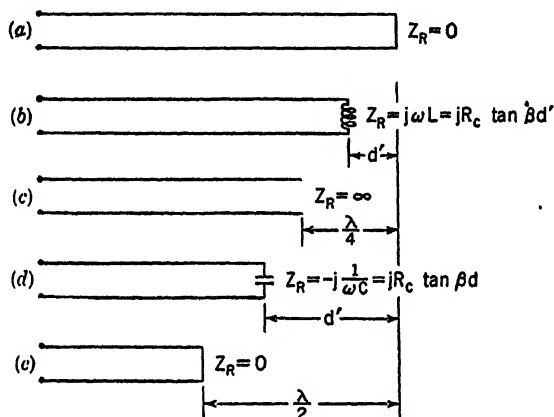 (a) Z_R = 0
(b) Z_R = jωL = jR_c tan βd′
d′
(c) Z_R = ∞
λ/4
(d) Z_R = -j 1/ωC = jR_c tan βd
d′
(e) Z_R = 0
λ/2